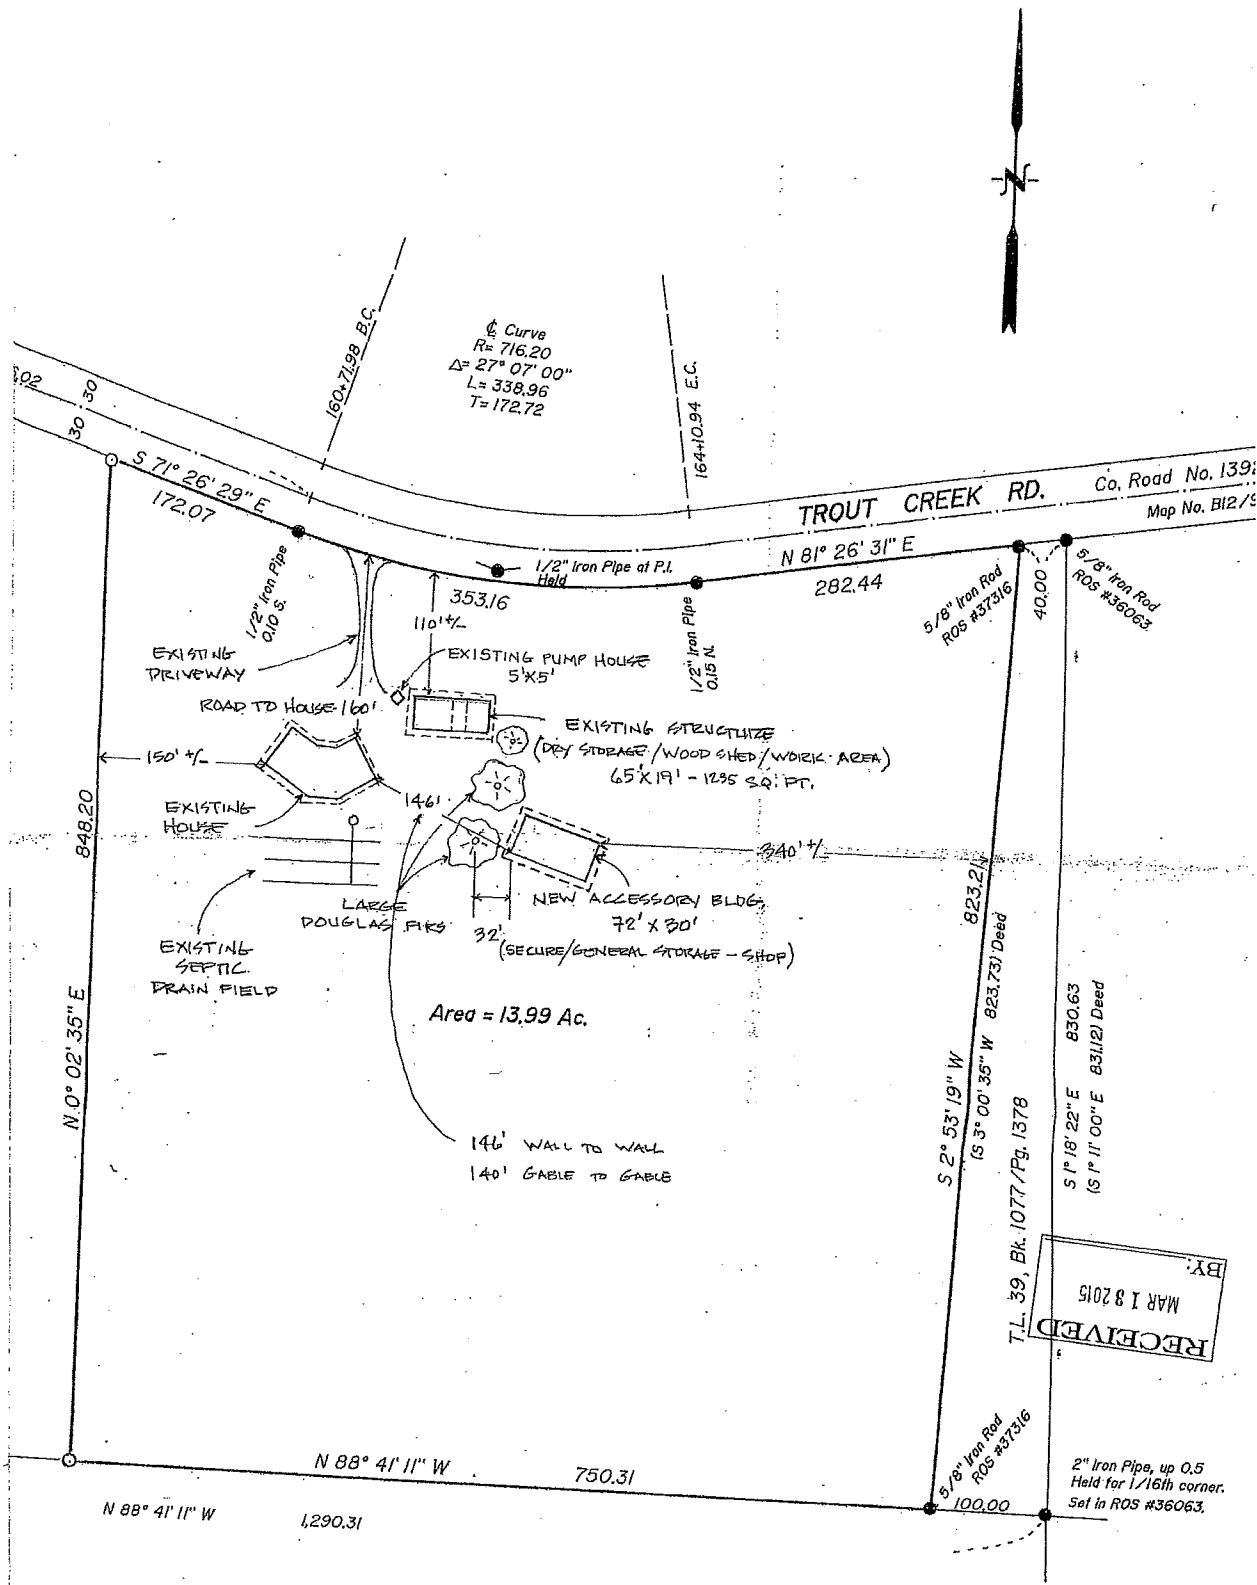 N
160+71.98 B.C.
₵ Curve
R= 716.20
Δ= 27° 07' 00"
L= 338.96
T= 172.72
164+10.94 E.C.
30
30
S 71° 26' 29" E
172.07
TROUT CREEK RD.
Co. Road No. 139
Map No. B12/
N 81° 26' 31" E
282.44
1/2" Iron Pipe at P.I.
Held
353.16
1/2" Iron Pipe
0.10 S.
1/2" Iron Pipe
0.15 N.
5/8" Iron Rod
ROS #37316
40.00
5/8" Iron Rod
ROS #36063.
110' +/-
EXISTING
DRIVEWAY
EXISTING PUMP HOUSE
5'X5'
ROAD TO HOUSE-160'
EXISTING STRUCTURE
(DRY STORAGE/WOOD SHED/WORK AREA)
65'X19' - 1235 SQ. FT.
150' +/-
EXISTING
HOUSE
146'
340' +/-
848.20
N 0° 02' 35" E
LARGE
DOUGLAS FIRS
32'
NEW ACCESSORY BLDG.
72' X 30'
(SECURE/GENERAL STORAGE - SHOP)
EXISTING
SEPTIC
DRAIN FIELD
Area = 13.99 Ac.
146' WALL TO WALL
140' GABLE TO GABLE
S 2° 53' 19" W 823.21
(S 3° 00' 35" W 823.73) Deed
T.L. 39, Bk. 1077/Pg. 1378
S 1° 18' 22" E 830.63
(S 1° 11' 00" E 831.12) Deed
RECEIVED
MAR 13 2015
BY:
N 88° 41' 11" W 750.31
N 88° 41' 11" W 1,290.31
5/8" Iron Rod
ROS #37316
100.00
2" Iron Pipe, up 0.5
Held for 1/16th corner.
Set in ROS #36063.